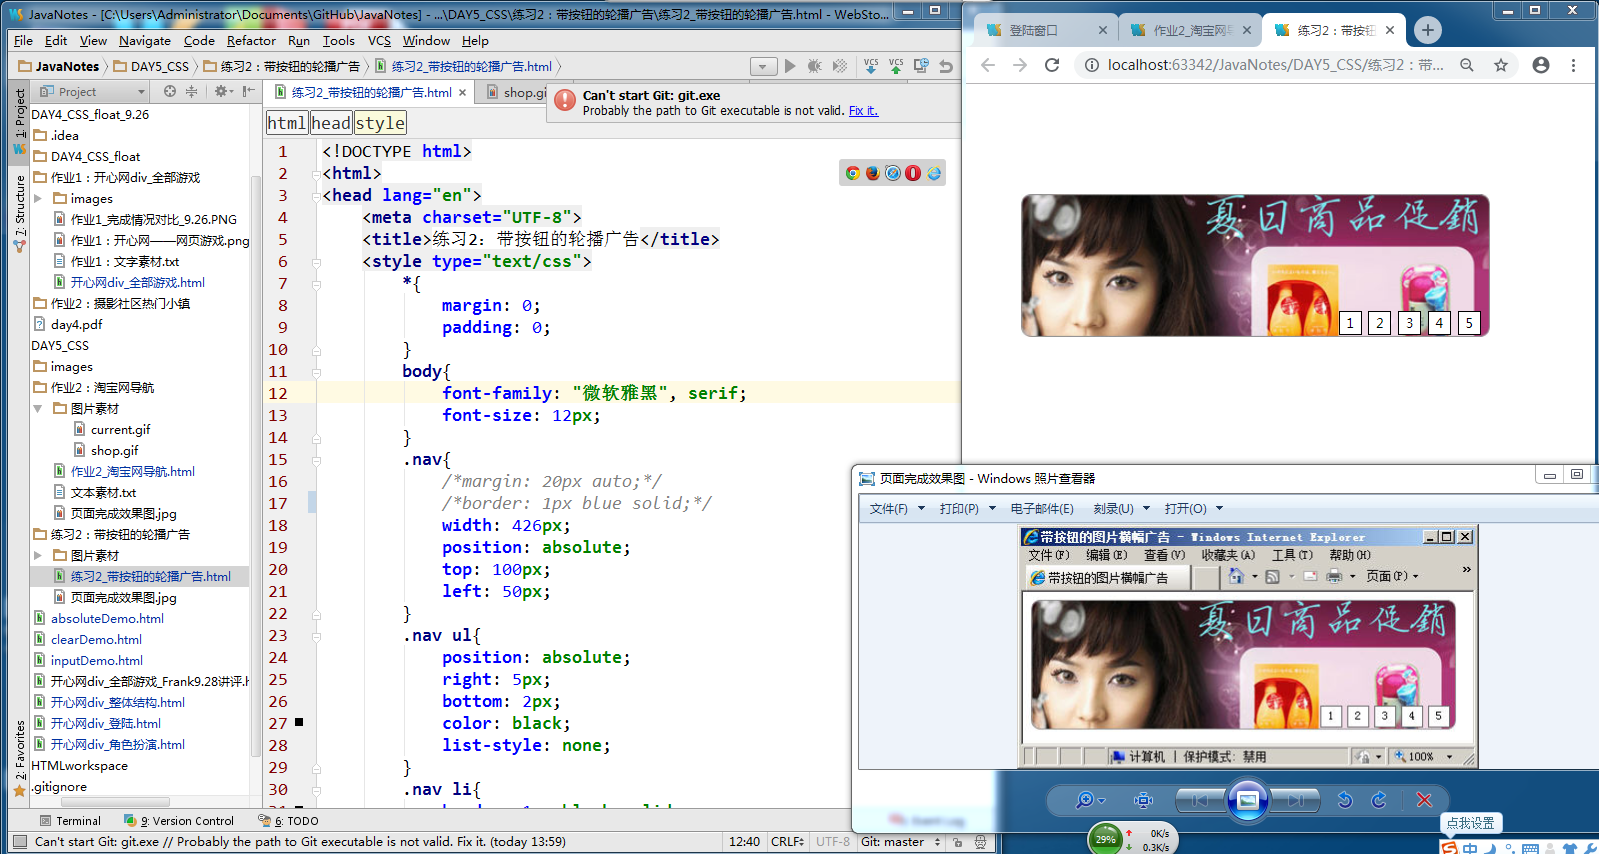 JavaNotes - [C:\Users\Administrator\Documents\GitHub\JavaNotes] - ...\DAY5_CSS\练习2：带按钮的轮播广告\练习2_带按钮的轮播广告.html - WebSto...
File Edit View Navigate Code Refactor Run Tools VCS Window Help
JavaNotes DAY5_CSS 练习2：带按钮的轮播广告 练习2_带按钮的轮播广告.html
VCS VCS
Project
练习2_带按钮的轮播广告.html
shop.gi
Can't start Git: git.exe
Probably the path to Git executable is not valid. Fix it.
1: Project
7: Structure
2: Favorites
DAY4_CSS_float_9.26
.idea
DAY4_CSS_float
作业1：开心网div_全部游戏
images
作业1_完成情况对比_9.26.PNG
作业1：开心网——网页游戏.png
作业1：文字素材.txt
开心网div_全部游戏.html
作业2：摄影社区热门小镇
day4.pdf
DAY5_CSS
images
作业2：淘宝网导航
图片素材
current.gif
shop.gif
作业2_淘宝网导航.html
文本素材.txt
页面完成效果图.jpg
练习2：带按钮的轮播广告
图片素材
练习2_带按钮的轮播广告.html
页面完成效果图.jpg
absoluteDemo.html
clearDemo.html
inputDemo.html
开心网div_全部游戏_Frank9.28讲评.h
开心网div_整体结构.html
开心网div_登陆.html
开心网div_角色扮演.html
HTMLworkspace
.gitignore
html head style
1 <!DOCTYPE html>
2 <html>
3 <head lang="en">
4 <meta charset="UTF-8">
5 <title>练习2：带按钮的轮播广告</title>
6 <style type="text/css">
7 *{
8 margin: 0;
9 padding: 0;
10 }
11 body{
12 font-family: "微软雅黑", serif;
13 font-size: 12px;
14 }
15 .nav{
16 /*margin: 20px auto;*/
17 /*border: 1px blue solid;*/
18 width: 426px;
19 position: absolute;
20 top: 100px;
21 left: 50px;
22 }
23 .nav ul{
24 position: absolute;
25 right: 5px;
26 bottom: 2px;
27 color: black;
28 list-style: none;
29 }
30 .nav li{
Terminal 9: Version Control 6: TODO
Can't start Git: git.exe // Probably the path to Git executable is not valid. Fix it. (today 13:59)
12:40 CRLF UTF-8 Git: master
登陆窗口
作业2_淘宝网导
练习2：带按钮
localhost:63342/JavaNotes/DAY5_CSS/练习2：带...
夏日商品促銷
1 2 3 4 5
页面完成效果图 - Windows 照片查看器
文件(F) 打印(P) 电子邮件(E) 刻录(U) 打开(O)
带按钮的图片横幅广告 - Windows Internet Explorer
文件(F) 编辑(E) 查看(V) 收藏夹(A) 工具(T) 帮助(H)
带按钮的图片横幅广告
页面(P)
夏日商品促銷
1 2 3 4 5
计算机 | 保护模式: 禁用
100%
点我设置
29%
0K/s
0.3K/s
中